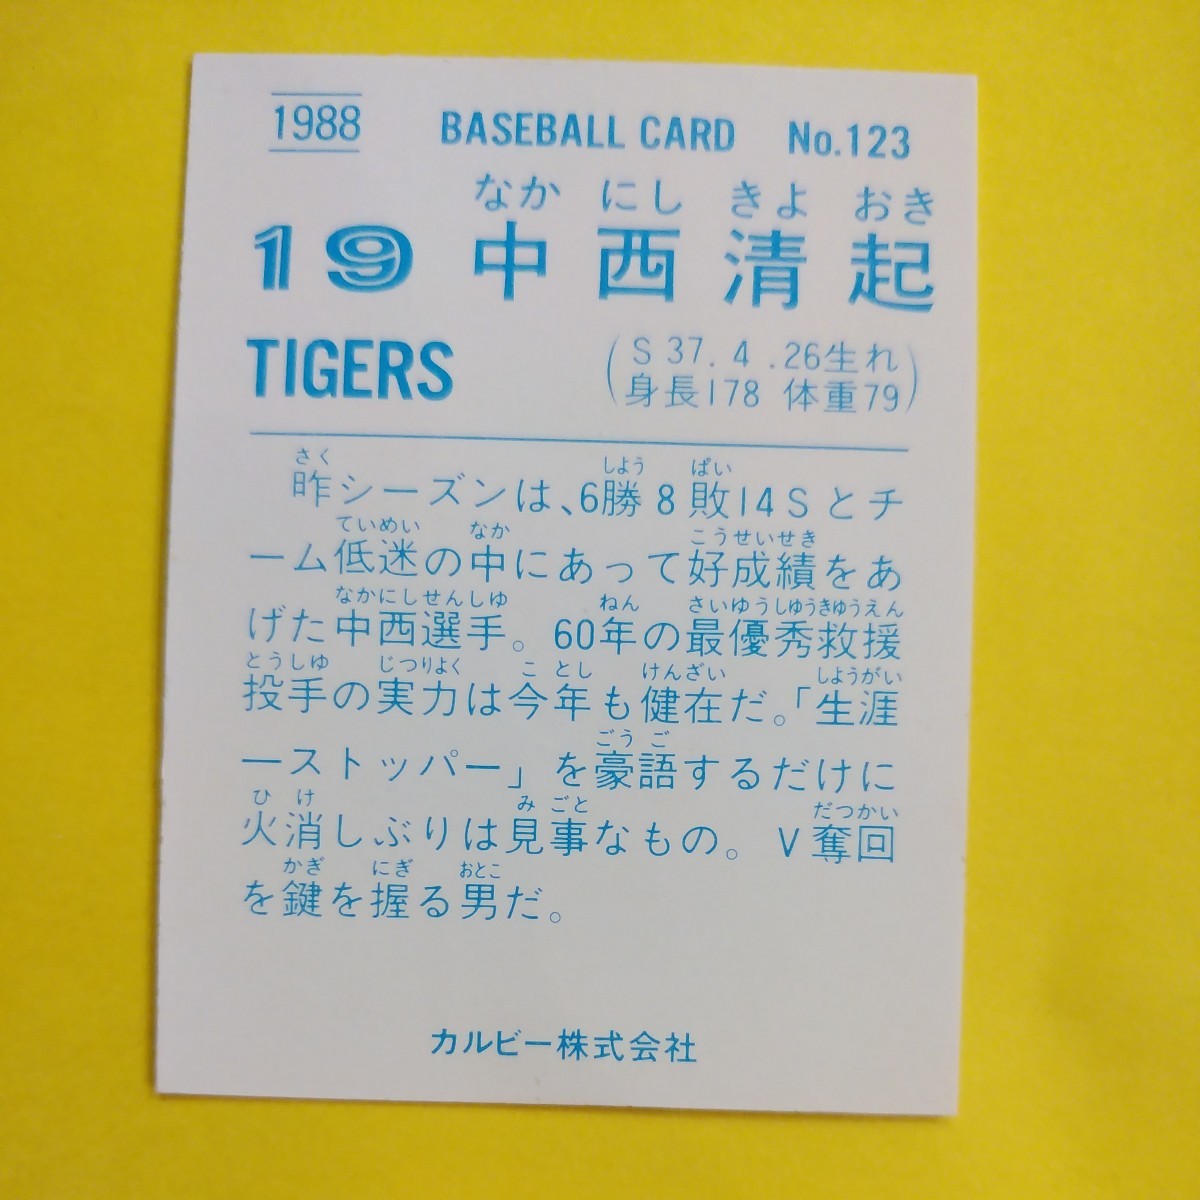 1988 BASEBALL CARD No.123
なか にし きよ おき
19 中西清起
TIGERS
(S37.4.26生れ
身長178 体重79)
さく しよう ぱい
昨シーズンは、6勝8敗14Sとチ
ていめい なか こうせいせき
ーム低迷の中にあって好成績をあ
なかにしせんしゆ ねん さいゆうしゆうきゆうえん
げた中西選手。60年の最優秀救援
とうしゆ じつりよく こ とし けんざい しようがい
投手の実力は今年も健在だ。「生涯
ごう ご
一ストッパー」を豪語するだけに
ひ け み ごと だつかい
火消しぶりは見事なもの。V奪回
かぎ にぎ おとこ
を鍵を握る男だ。
カルビー株式会社